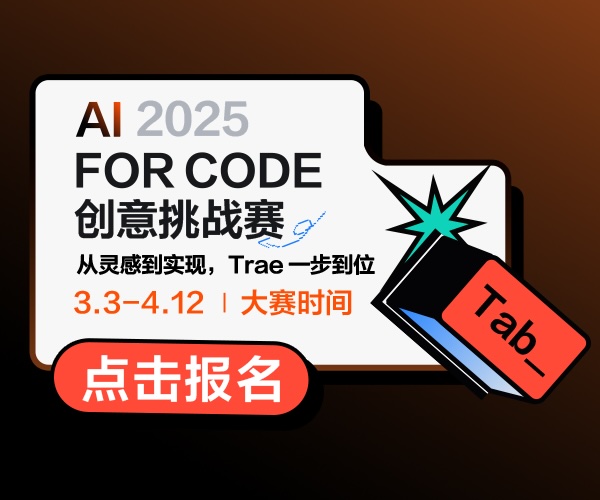 AI 2025
FOR CODE
创意挑战赛
从灵感到实现，Trae 一步到位
3.3-4.12 | 大赛时间
点击报名
Tab_